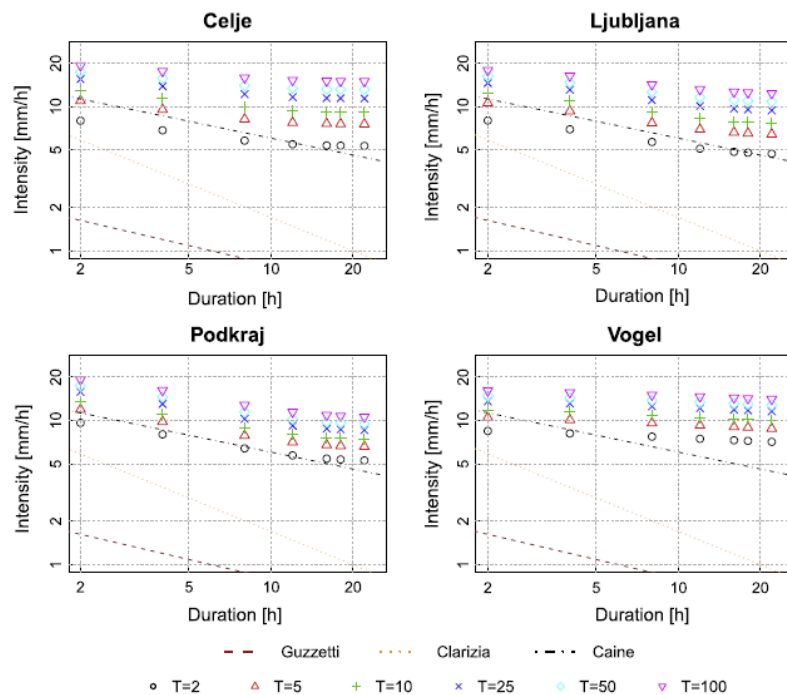 Celje
Ljubljana
Intensity [mm/h]
20
10
5
2
1
2
5
10
20
Duration [h]
Intensity [mm/h]
20
10
5
2
1
2
5
10
20
Duration [h]
Podkraj
Vogel
Intensity [mm/h]
20
10
5
2
1
2
5
10
20
Duration [h]
Intensity [mm/h]
20
10
5
2
1
2
5
10
20
Duration [h]
Guzzetti Clarizia Caine
T=2 T=5 T=10 T=25 T=50 T=100